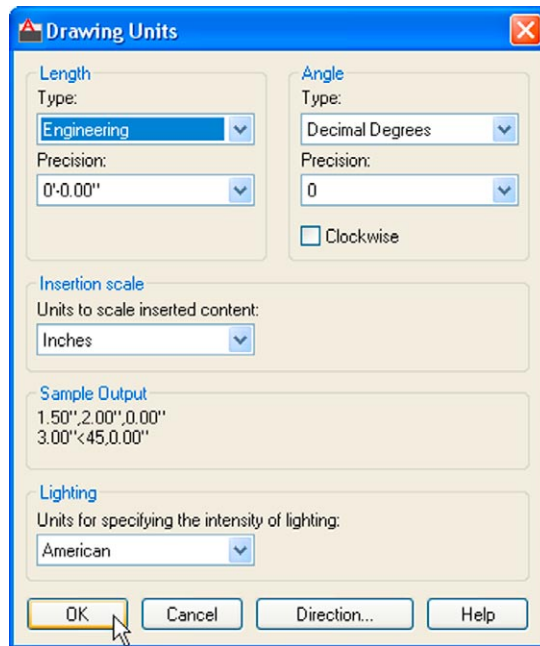 Drawing Units
Length
Type:
Engineering
Precision:
0'-0.00"
Angle
Type:
Decimal Degrees
Precision:
0
Clockwise
Insertion scale
Units to scale inserted content:
Inches
Sample Output
1.50",2.00",0.00"
3.00"<45,0.00"
Lighting
Units for specifying the intensity of lighting:
American
OK
Cancel
Direction...
Help